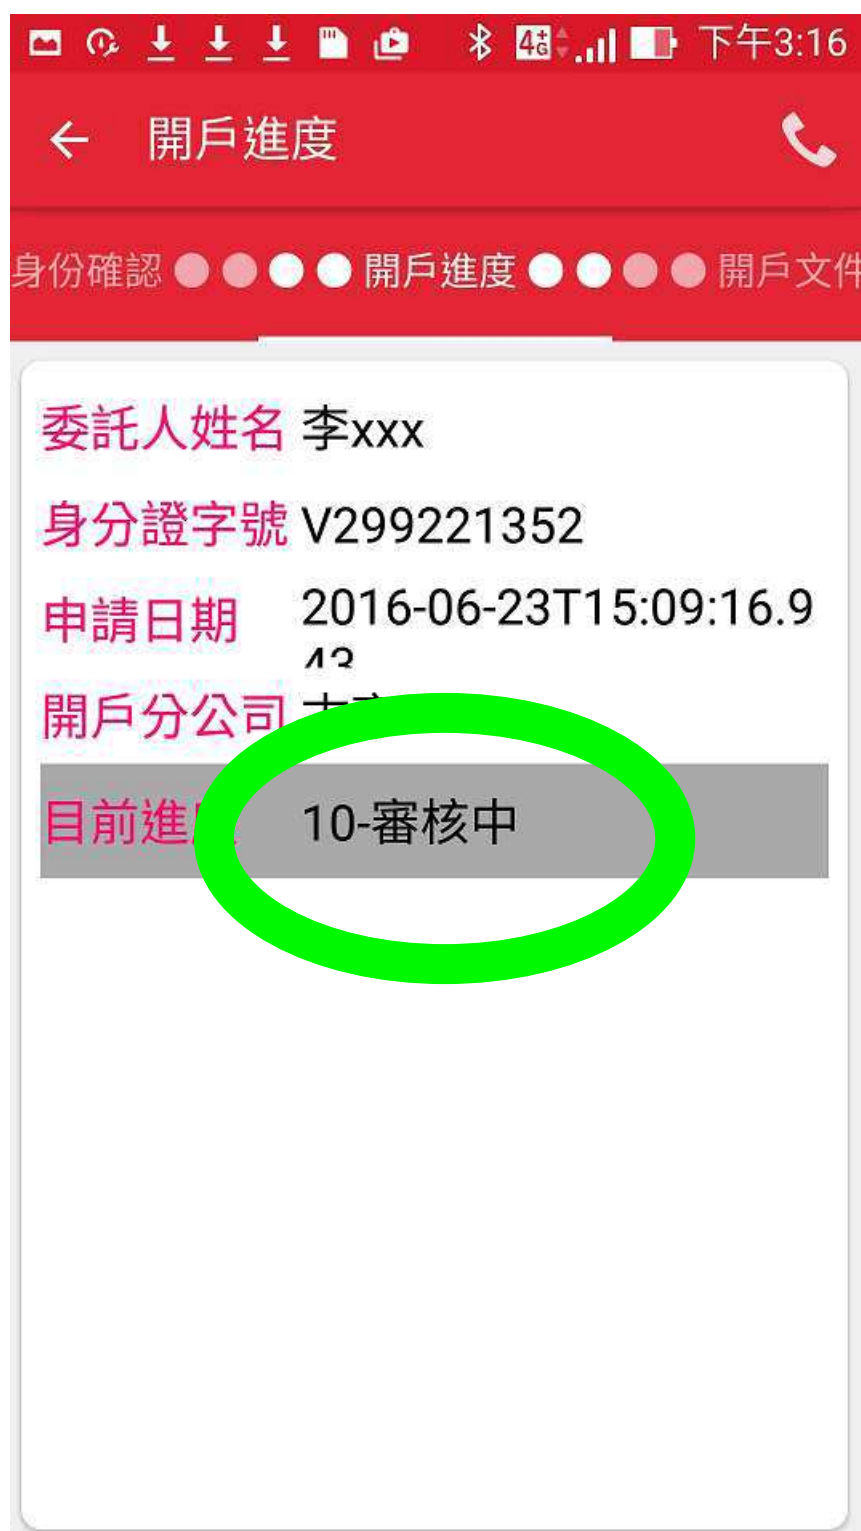 下午3:16
開戶進度
身份確認 開戶進度 開戶文件
委託人姓名 李xxx
身分證字號 V299221352
申請日期 2016-06-23T15:09:16.9
43
開戶分公司
目前進 10-審核中